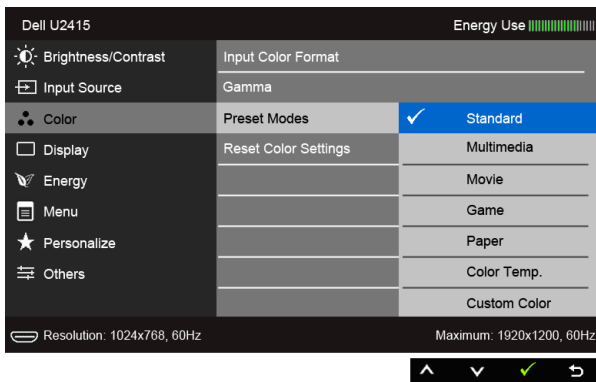 Dell U2415 Energy Use
Brightness/Contrast Input Color Format
Input Source Gamma
Color Preset Modes Standard
Display Reset Color Settings Multimedia
Energy Movie
Menu Game
Personalize Paper
Others Color Temp.
Custom Color
Resolution: 1024x768, 60Hz Maximum: 1920x1200, 60Hz